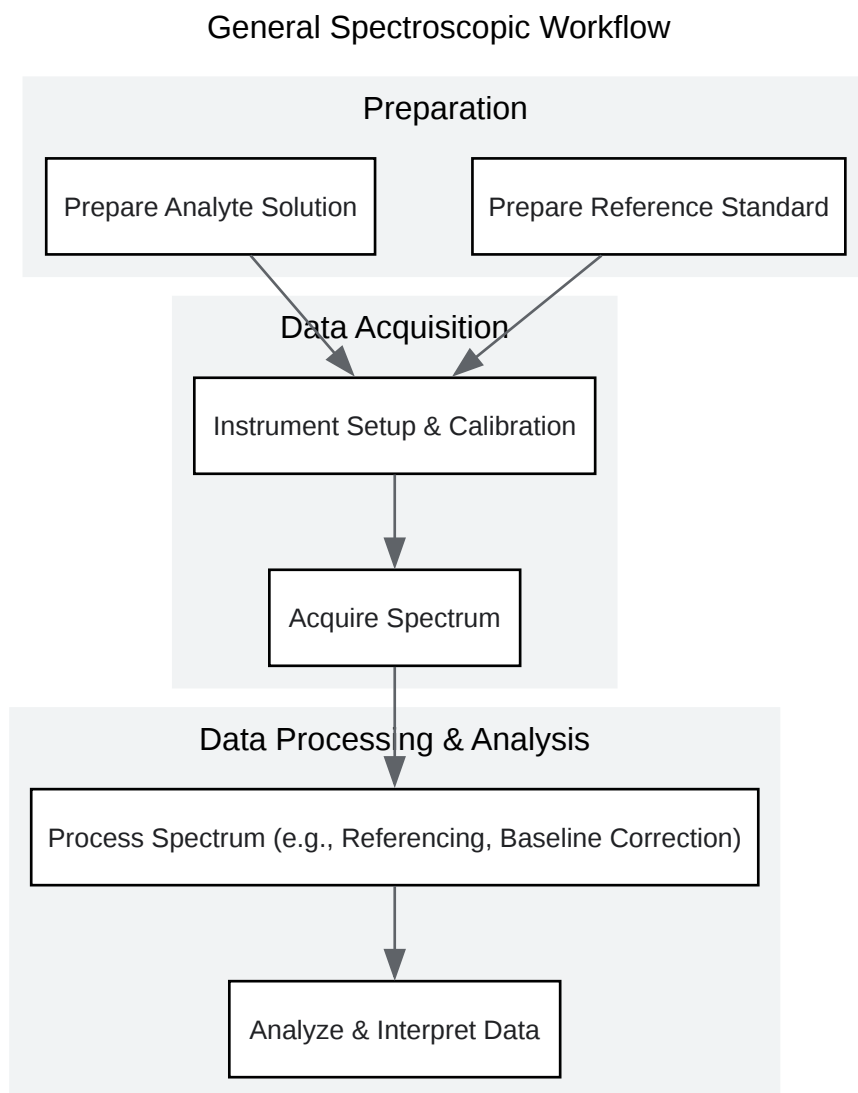 General Spectroscopic Workflow
Preparation
Prepare Analyte Solution
Prepare Reference Standard
Data Acquisition
Instrument Setup & Calibration
Acquire Spectrum
Data Processing & Analysis
Process Spectrum (e.g., Referencing, Baseline Correction)
Analyze & Interpret Data